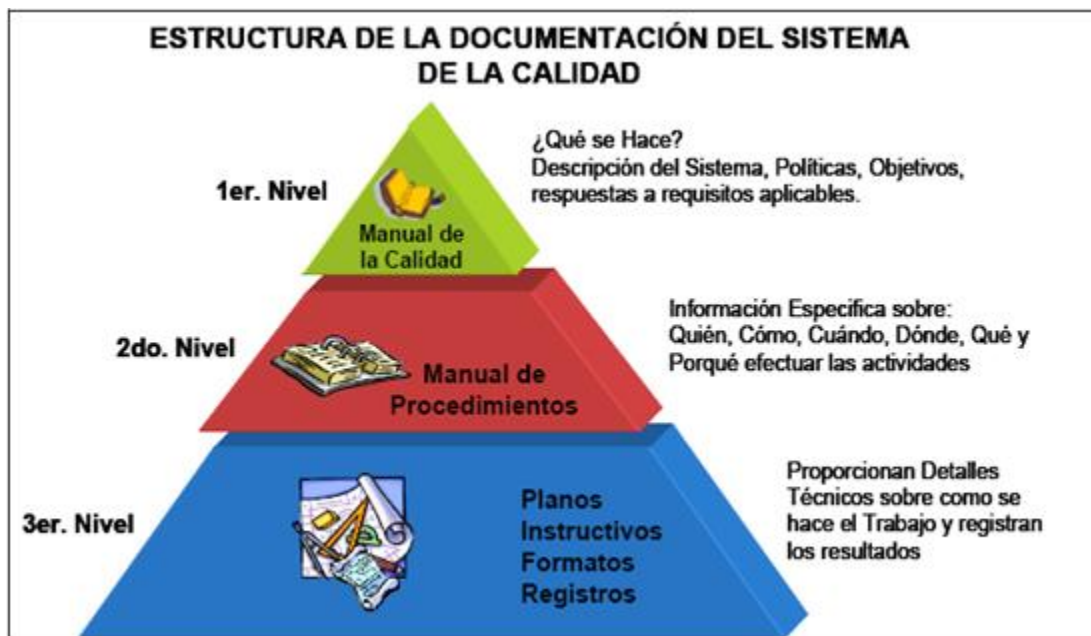 ESTRUCTURA DE LA DOCUMENTACIÓN DEL SISTEMA
DE LA CALIDAD
1er. Nivel
Manual de
la Calidad
¿Qué se Hace?
Descripción del Sistema, Políticas, Objetivos,
respuestas a requisitos aplicables.
2do. Nivel
Manual de
Procedimientos
Información Especifica sobre:
Quién, Cómo, Cuándo, Dónde, Qué y
Porqué efectuar las actividades
3er. Nivel
Planos
Instructivos
Formatos
Registros
Proporcionan Detalles
Técnicos sobre como se
hace el Trabajo y registran
los resultados